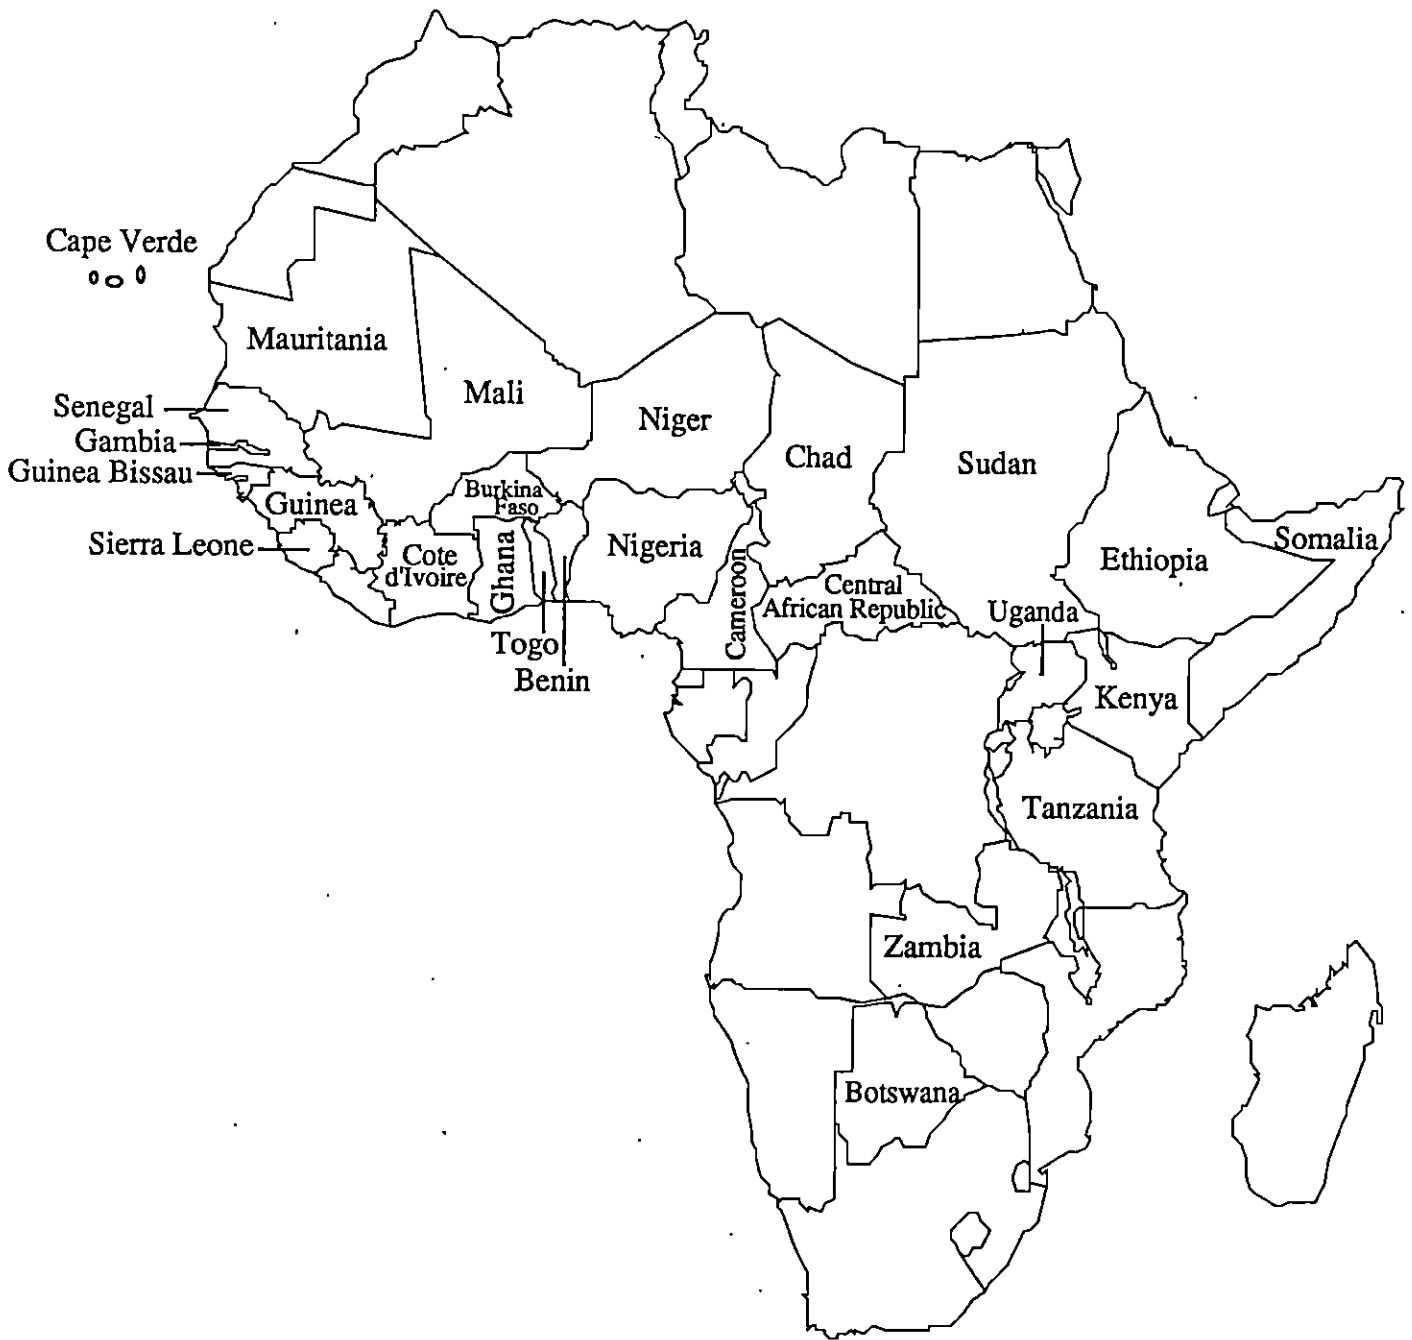 Cape Verde
Mauritania
Mali
Niger
Chad
Sudan
Senegal
Gambia
Guinea Bissau
Guinea
Sierra Leone
Burkina
Faso
Cote
d'Ivoire
Ghana
Togo
Benin
Nigeria
Cameroon
Central
African Republic
Ethiopia
Somalia
Uganda
Kenya
Tanzania
Zambia
Botswana